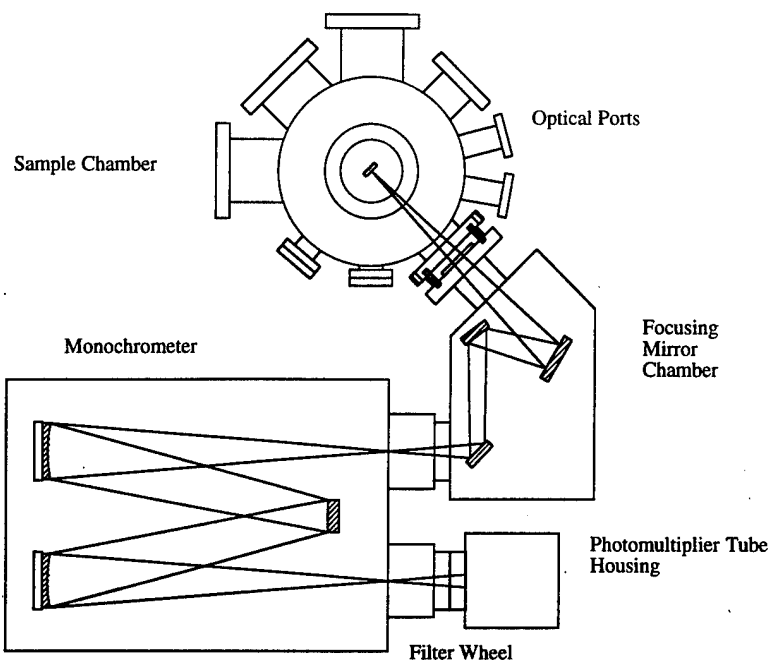 Optical Ports
Sample Chamber
Focusing
Mirror
Chamber
Monochrometer
Photomultiplier Tube
Housing
Filter Wheel